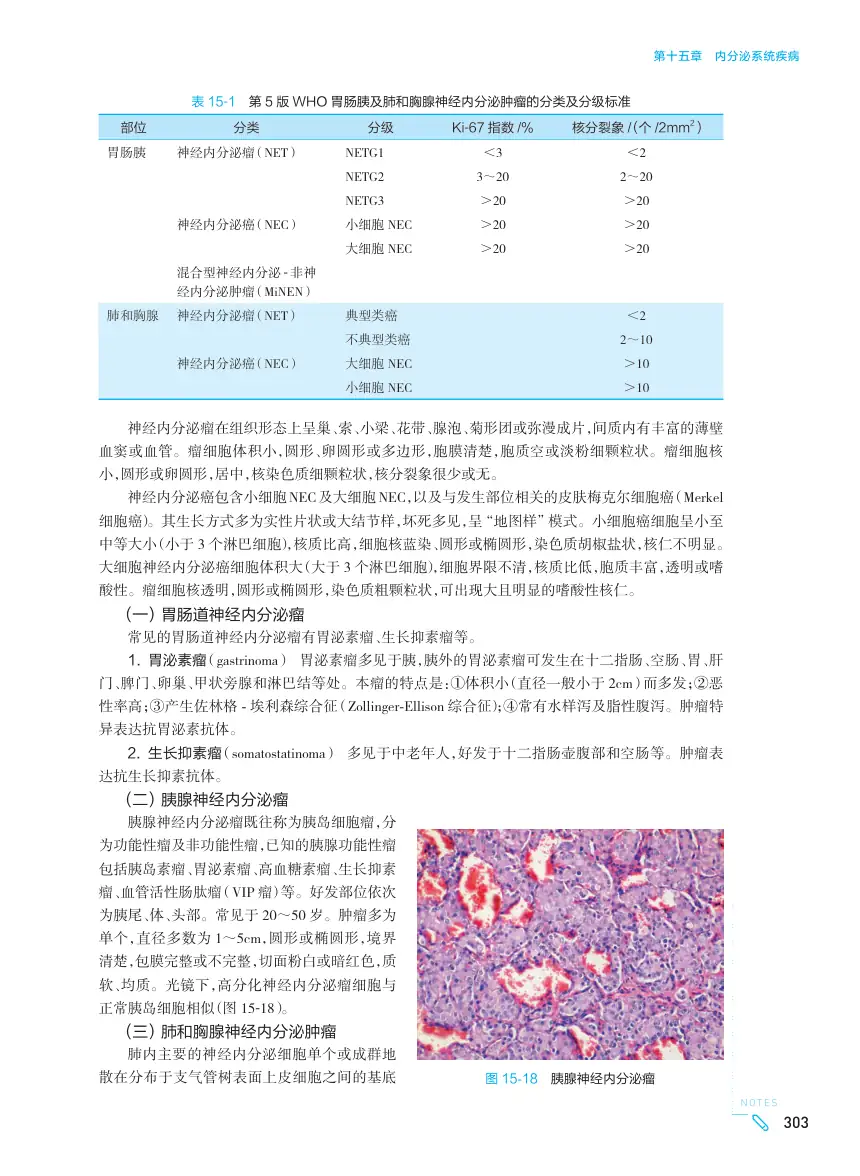 第十五章　内分泌系统疾病
表 15-1　第 5 版 WHO 胃肠胰及肺和胸腺神经内分泌肿瘤的分类及分级标准
部位　分类　分级　Ki-67 指数 /%　核分裂象 /（个 /2mm²）
胃肠胰　神经内分泌瘤（NET）　NETG1　＜3　＜2
NETG2　3～20　2～20
NETG3　＞20　＞20
神经内分泌癌（NEC）　小细胞 NEC　＞20　＞20
大细胞 NEC　＞20　＞20
混合型神经内分泌 - 非神
经内分泌肿瘤（MiNEN）
肺和胸腺　神经内分泌瘤（NET）　典型类癌　＜2
不典型类癌　2～10
神经内分泌癌（NEC）　大细胞 NEC　＞10
小细胞 NEC　＞10
神经内分泌瘤在组织形态上呈巢、索、小梁、花带、腺泡、菊形团或弥漫成片，间质内有丰富的薄壁
血窦或血管。瘤细胞体积小，圆形、卵圆形或多边形，胞膜清楚，胞质空或淡粉细颗粒状。瘤细胞核
小，圆形或卵圆形，居中，核染色质细颗粒状，核分裂象很少或无。
神经内分泌癌包含小细胞 NEC 及大细胞 NEC，以及与发生部位相关的皮肤梅克尔细胞癌（Merkel
细胞癌）。其生长方式多为实性片状或大结节样，坏死多见，呈“地图样”模式。小细胞癌细胞呈小至
中等大小（小于 3 个淋巴细胞），核质比高，细胞核蓝染、圆形或椭圆形，染色质胡椒盐状，核仁不明显。
大细胞神经内分泌癌细胞体积大（大于 3 个淋巴细胞），细胞界限不清，核质比低，胞质丰富，透明或嗜
酸性。瘤细胞核透明，圆形或椭圆形，染色质粗颗粒状，可出现大且明显的嗜酸性核仁。
（一）胃肠道神经内分泌瘤
常见的胃肠道神经内分泌瘤有胃泌素瘤、生长抑素瘤等。
1. 胃泌素瘤（gastrinoma）　胃泌素瘤多见于胰，胰外的胃泌素瘤可发生在十二指肠、空肠、胃、肝
门、脾门、卵巢、甲状旁腺和淋巴结等处。本瘤的特点是：①体积小（直径一般小于 2cm）而多发；②恶
性率高；③产生佐林格 - 埃利森综合征（Zollinger-Ellison 综合征）；④常有水样泻及脂性腹泻。肿瘤特
异表达抗胃泌素抗体。
2. 生长抑素瘤（somatostatinoma）　多见于中老年人，好发于十二指肠壶腹部和空肠等。肿瘤表
达抗生长抑素抗体。
（二）胰腺神经内分泌瘤
胰腺神经内分泌瘤既往称为胰岛细胞瘤，分
为功能性瘤及非功能性瘤，已知的胰腺功能性瘤
包括胰岛素瘤、胃泌素瘤、高血糖素瘤、生长抑素
瘤、血管活性肠肽瘤（VIP 瘤）等。好发部位依次
为胰尾、体、头部。常见于 20～50 岁。肿瘤多为
单个，直径多数为 1～5cm，圆形或椭圆形，境界
清楚，包膜完整或不完整，切面粉白或暗红色，质
软、均质。光镜下，高分化神经内分泌瘤细胞与
正常胰岛细胞相似（图 15-18）。
（三）肺和胸腺神经内分泌肿瘤
肺内主要的神经内分泌细胞单个或成群地
散在分布于支气管树表面上皮细胞之间的基底
图 15-18　胰腺神经内分泌瘤
NOTES
303